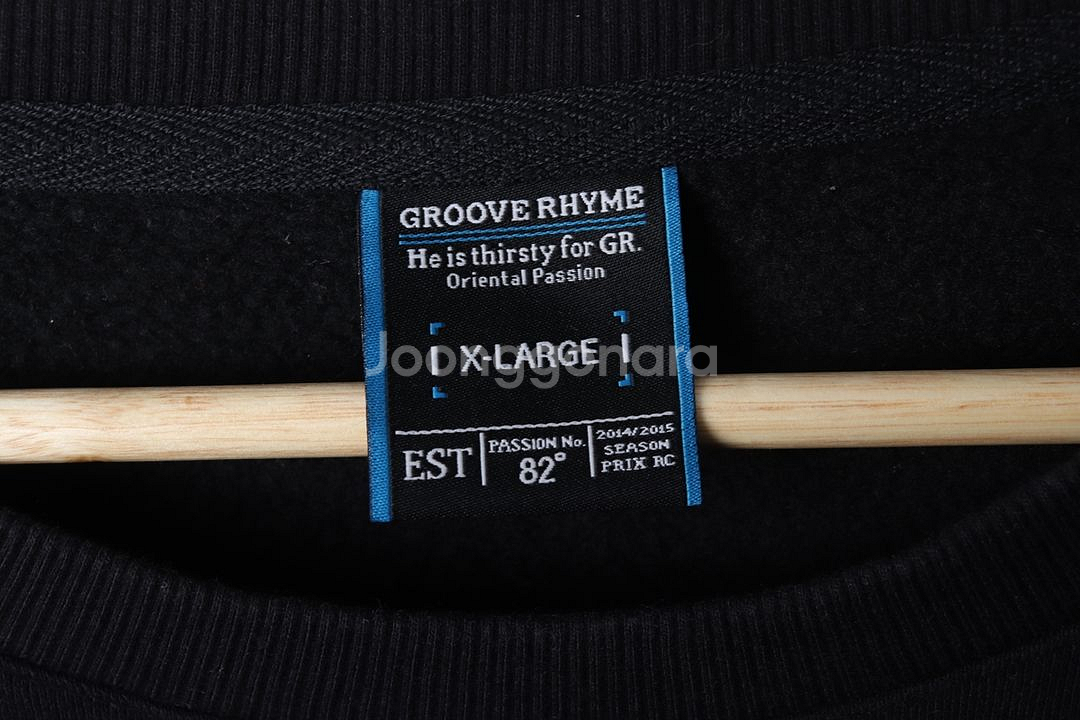 GROOVE RHYME
He is thirsty for GR.
Oriental Passion
X-LARGE
Joonggonara
EST
PASSION No.
82°
2014/2015
SEASON
PRIX RC